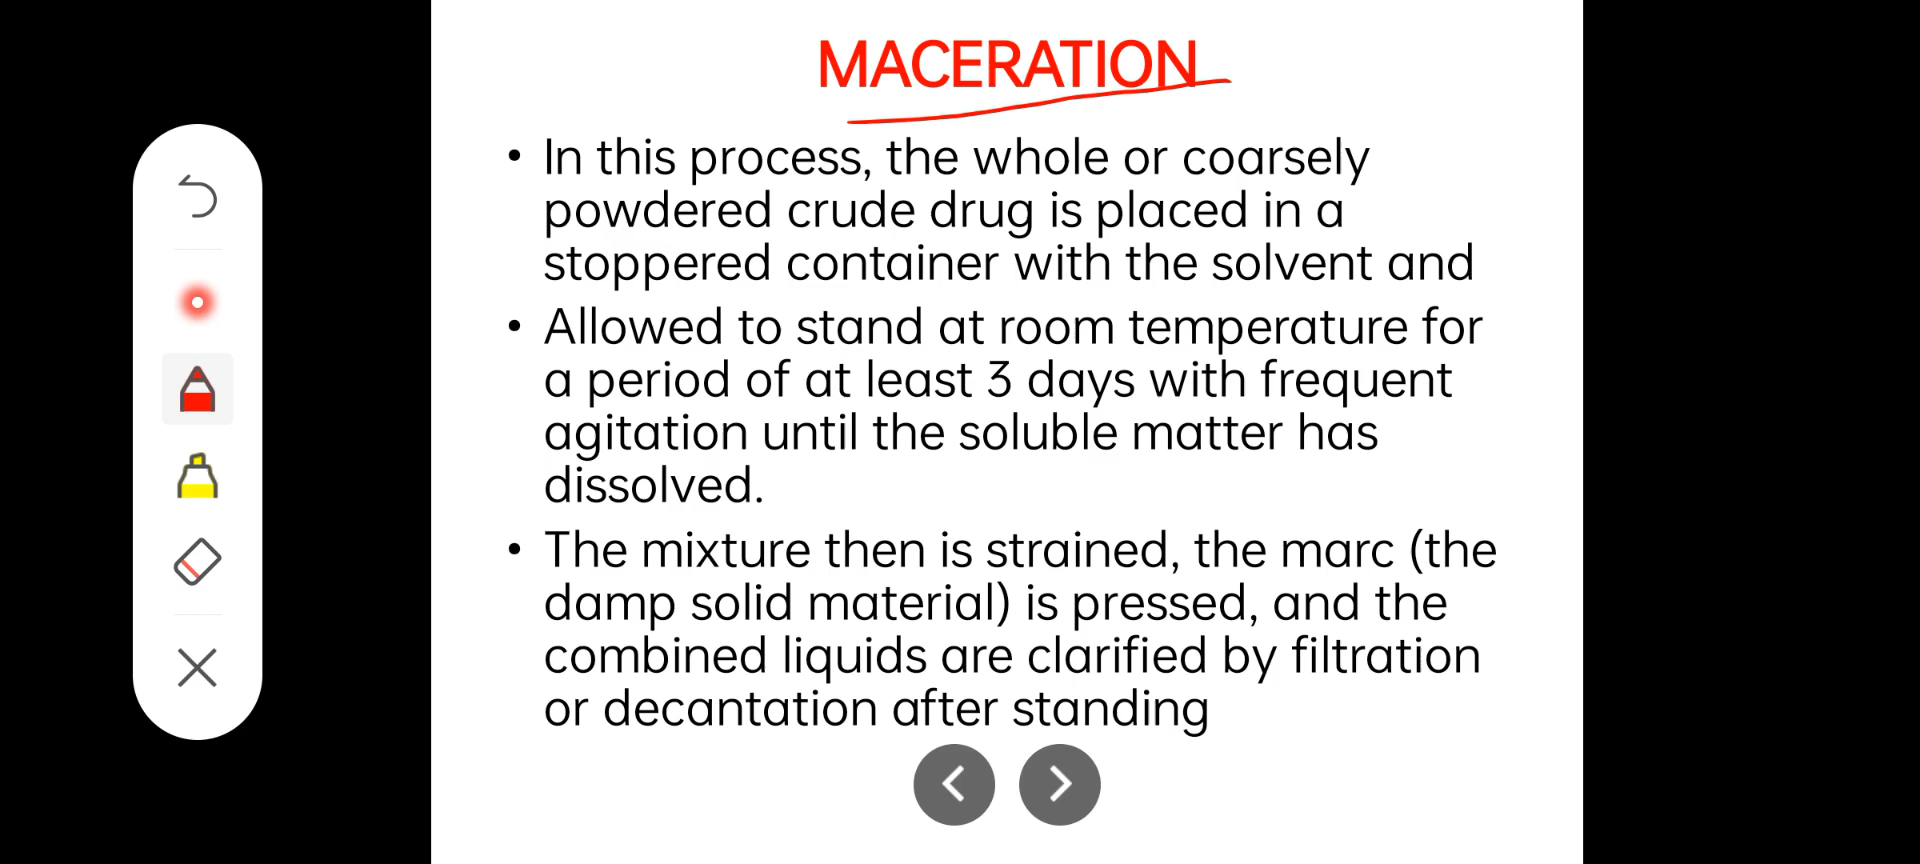 MACERATION
• In this process, the whole or coarsely
powdered crude drug is placed in a
stoppered container with the solvent and
• Allowed to stand at room temperature for
a period of at least 3 days with frequent
agitation until the soluble matter has
dissolved.
• The mixture then is strained, the marc (the
damp solid material) is pressed, and the
combined liquids are clarified by filtration
or decantation after standing